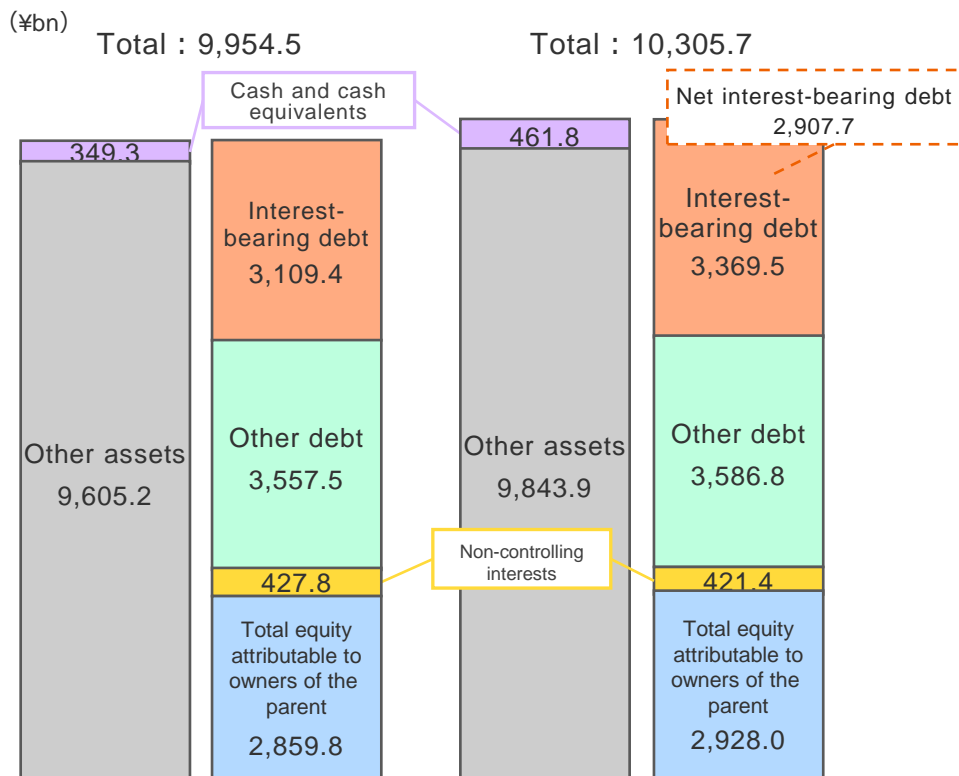 （¥bn）
Total：9,954.5
Total：10,305.7
Cash and cash
equivalents
Net interest-bearing debt
2,907.7
349.3
461.8
Interest-
bearing debt
3,109.4
Interest-
bearing debt
3,369.5
Other assets
9,605.2
Other debt
3,557.5
Other assets
9,843.9
Other debt
3,586.8
Non-controlling
interests
427.8
421.4
Total equity
attributable to
owners of the
parent
2,859.8
Total equity
attributable to
owners of the
parent
2,928.0